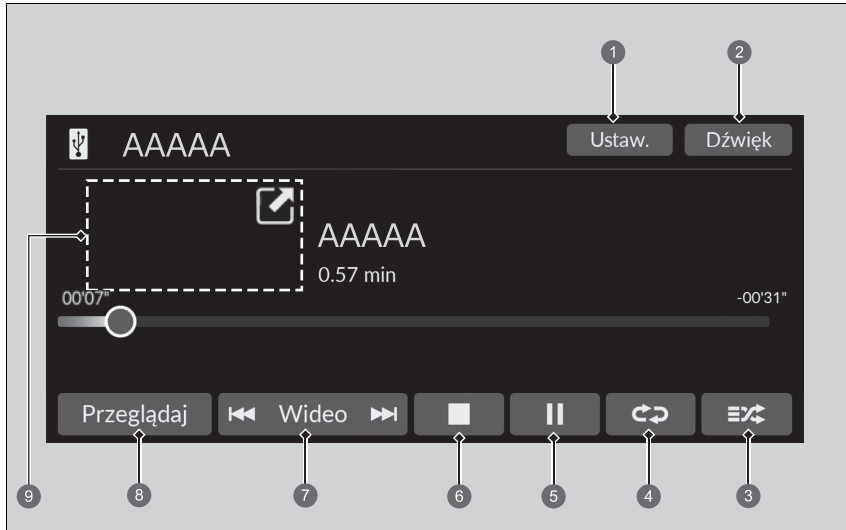 1 2
AAAAA Ustaw. Dźwięk
AAAAA
0.57 min
00'07" -00'31"
Przeglądaj Wideo
9 8 7 6 5 4 3